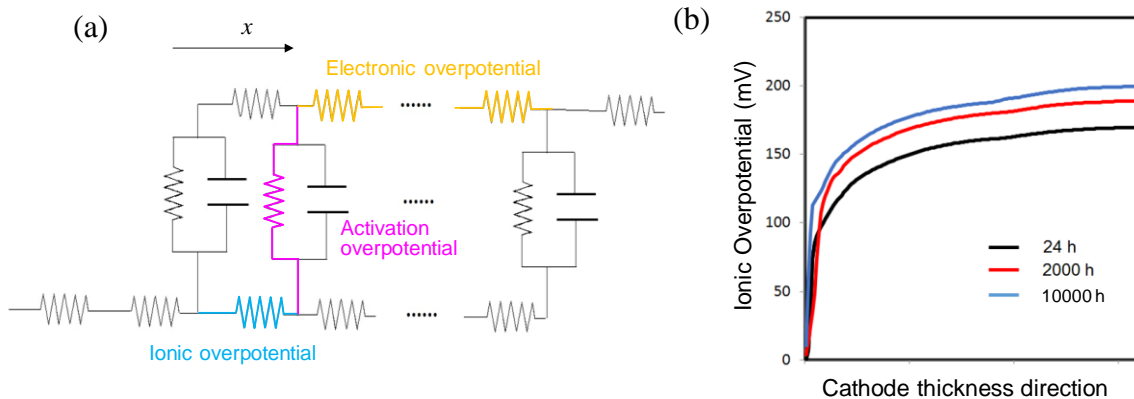 (a)
x
Electronic overpotential
......
......
Activation
overpotential
......
Ionic overpotential
(b)
Ionic Overpotential (mV)
250
200
150
100
50
0
24 h
2000 h
10000 h
Cathode thickness direction